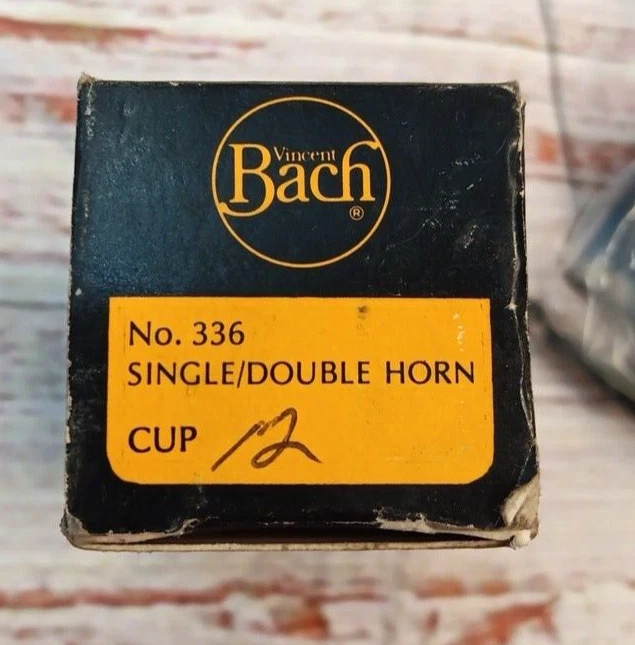 Vincent
Bach
®
No. 336
SINGLE/DOUBLE HORN
CUP 12